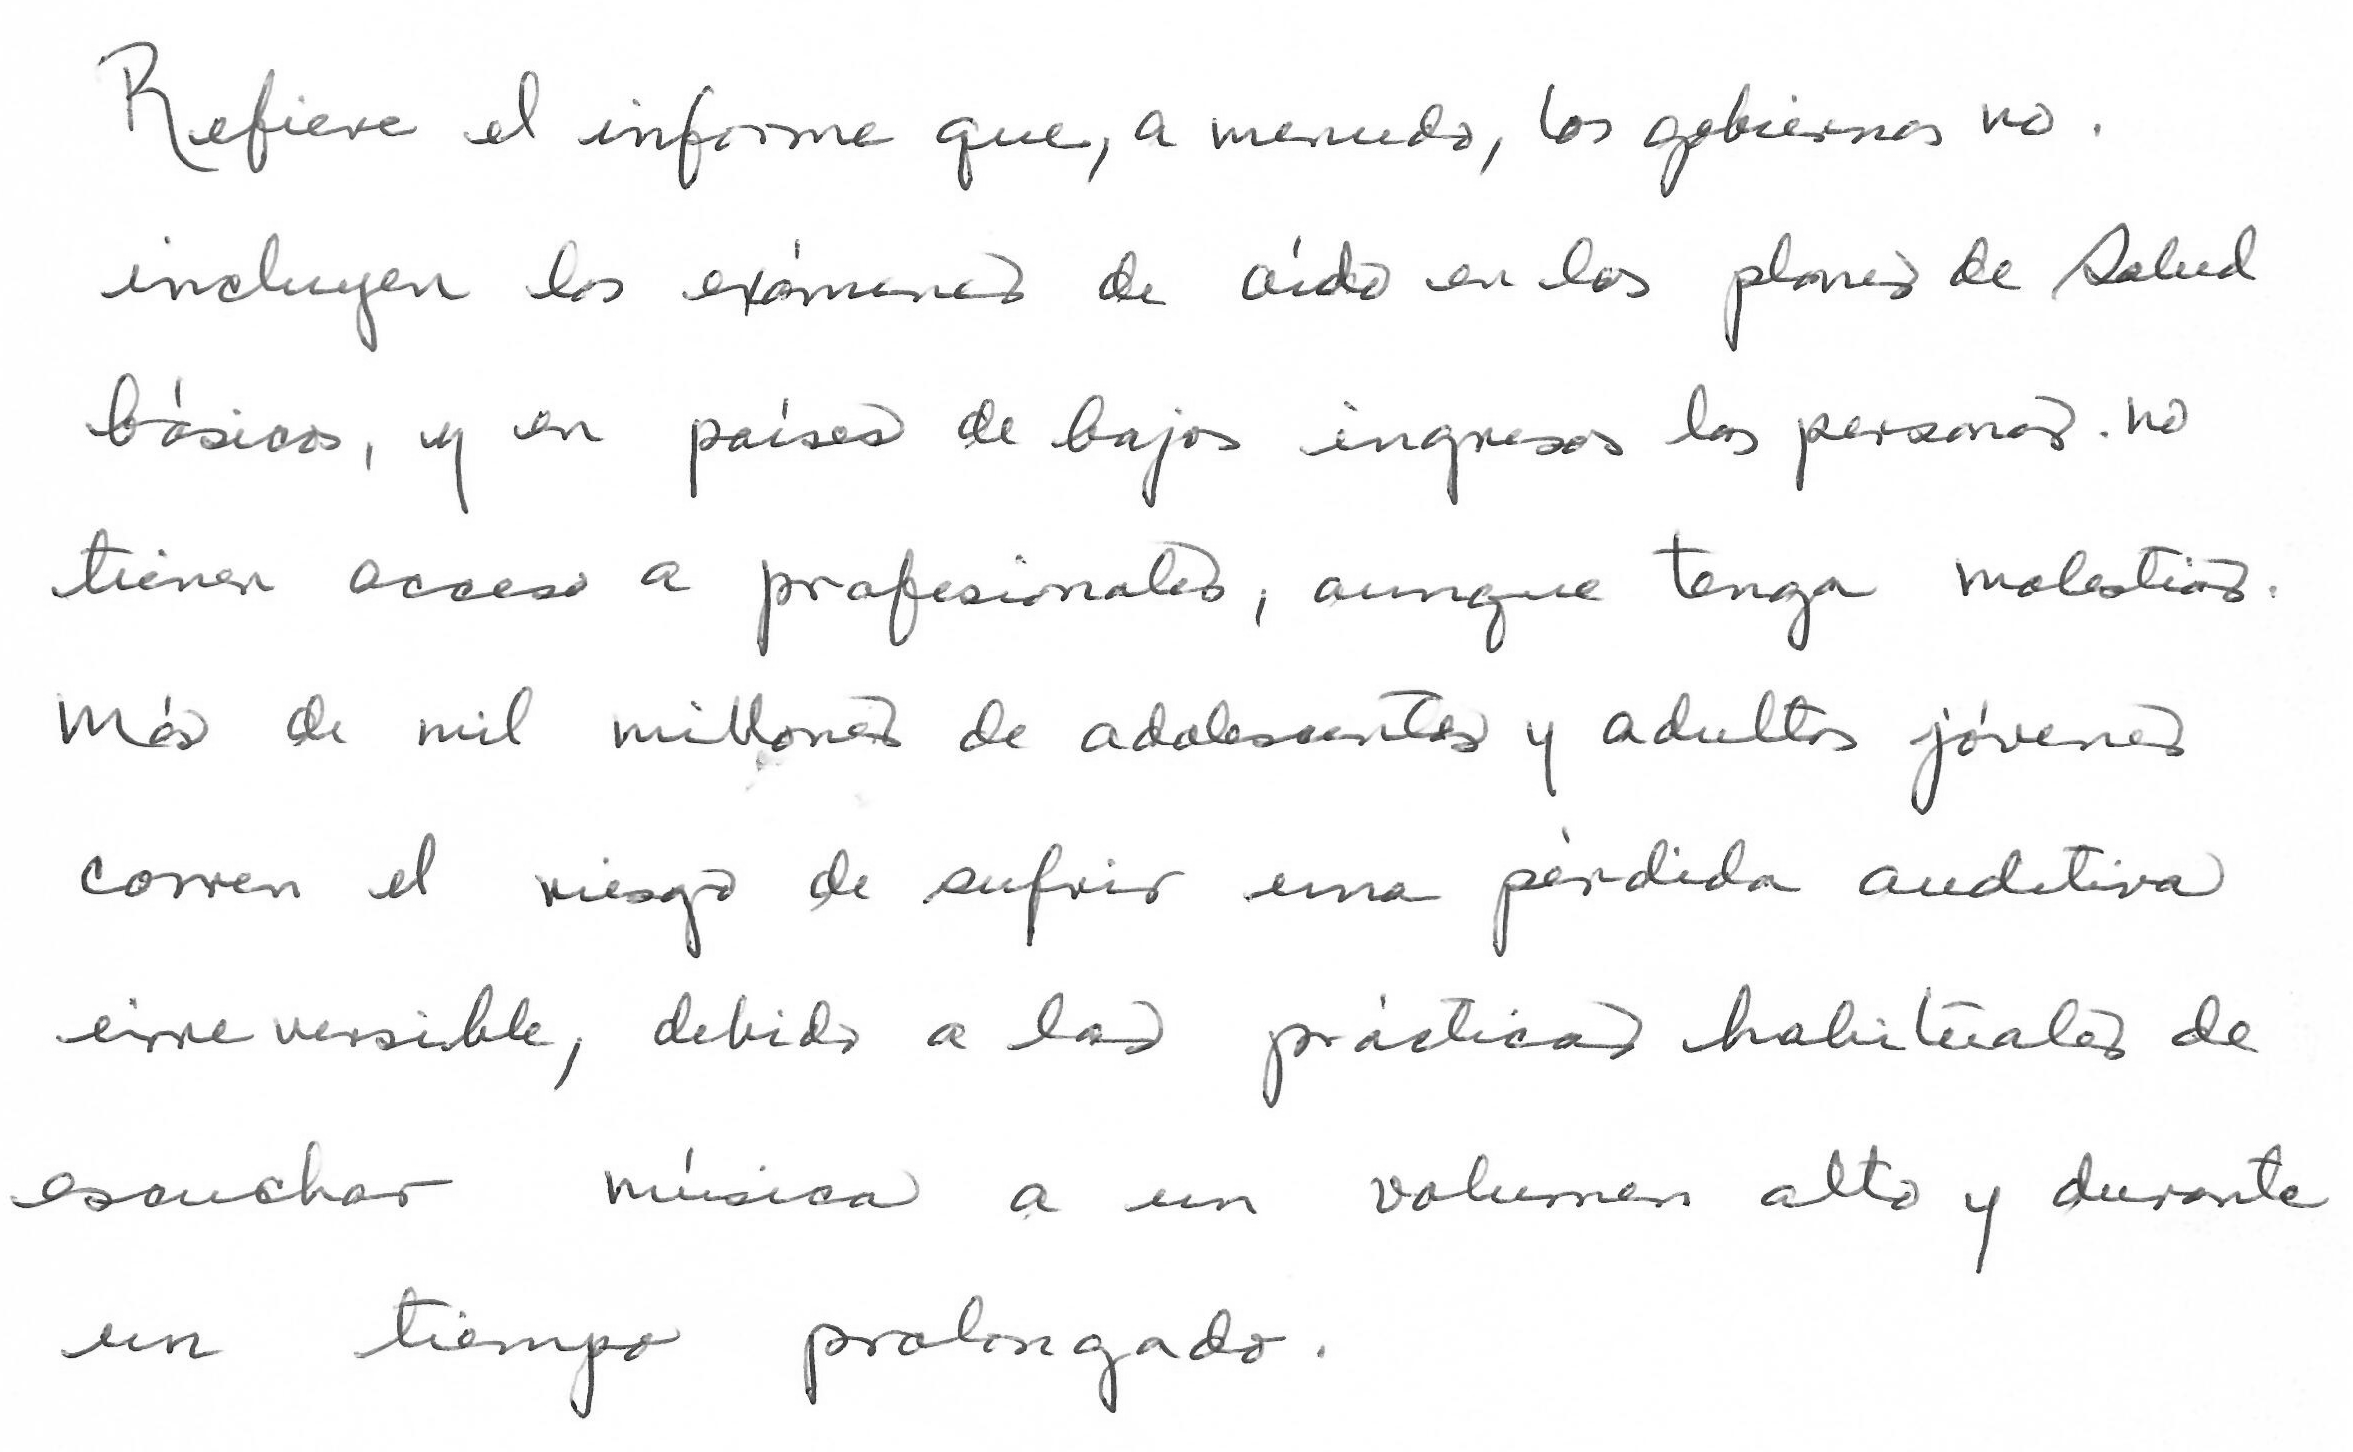 Refiere el informe que, a menudo, los gobiernos no.
incluyen los exámenes de oído en los planes de Salud
básicos, y en países de bajos ingresos las personas. no
tienen acceso a profesionales, aunque tenga molestias.
Más de mil millones de adolescentes y adultos jóvenes
corren el riesgo de sufrir una pérdida auditiva
irreversible, debido a las prácticas habituales de
escuchar música a un volumen alto y durante
un tiempo prolongado.